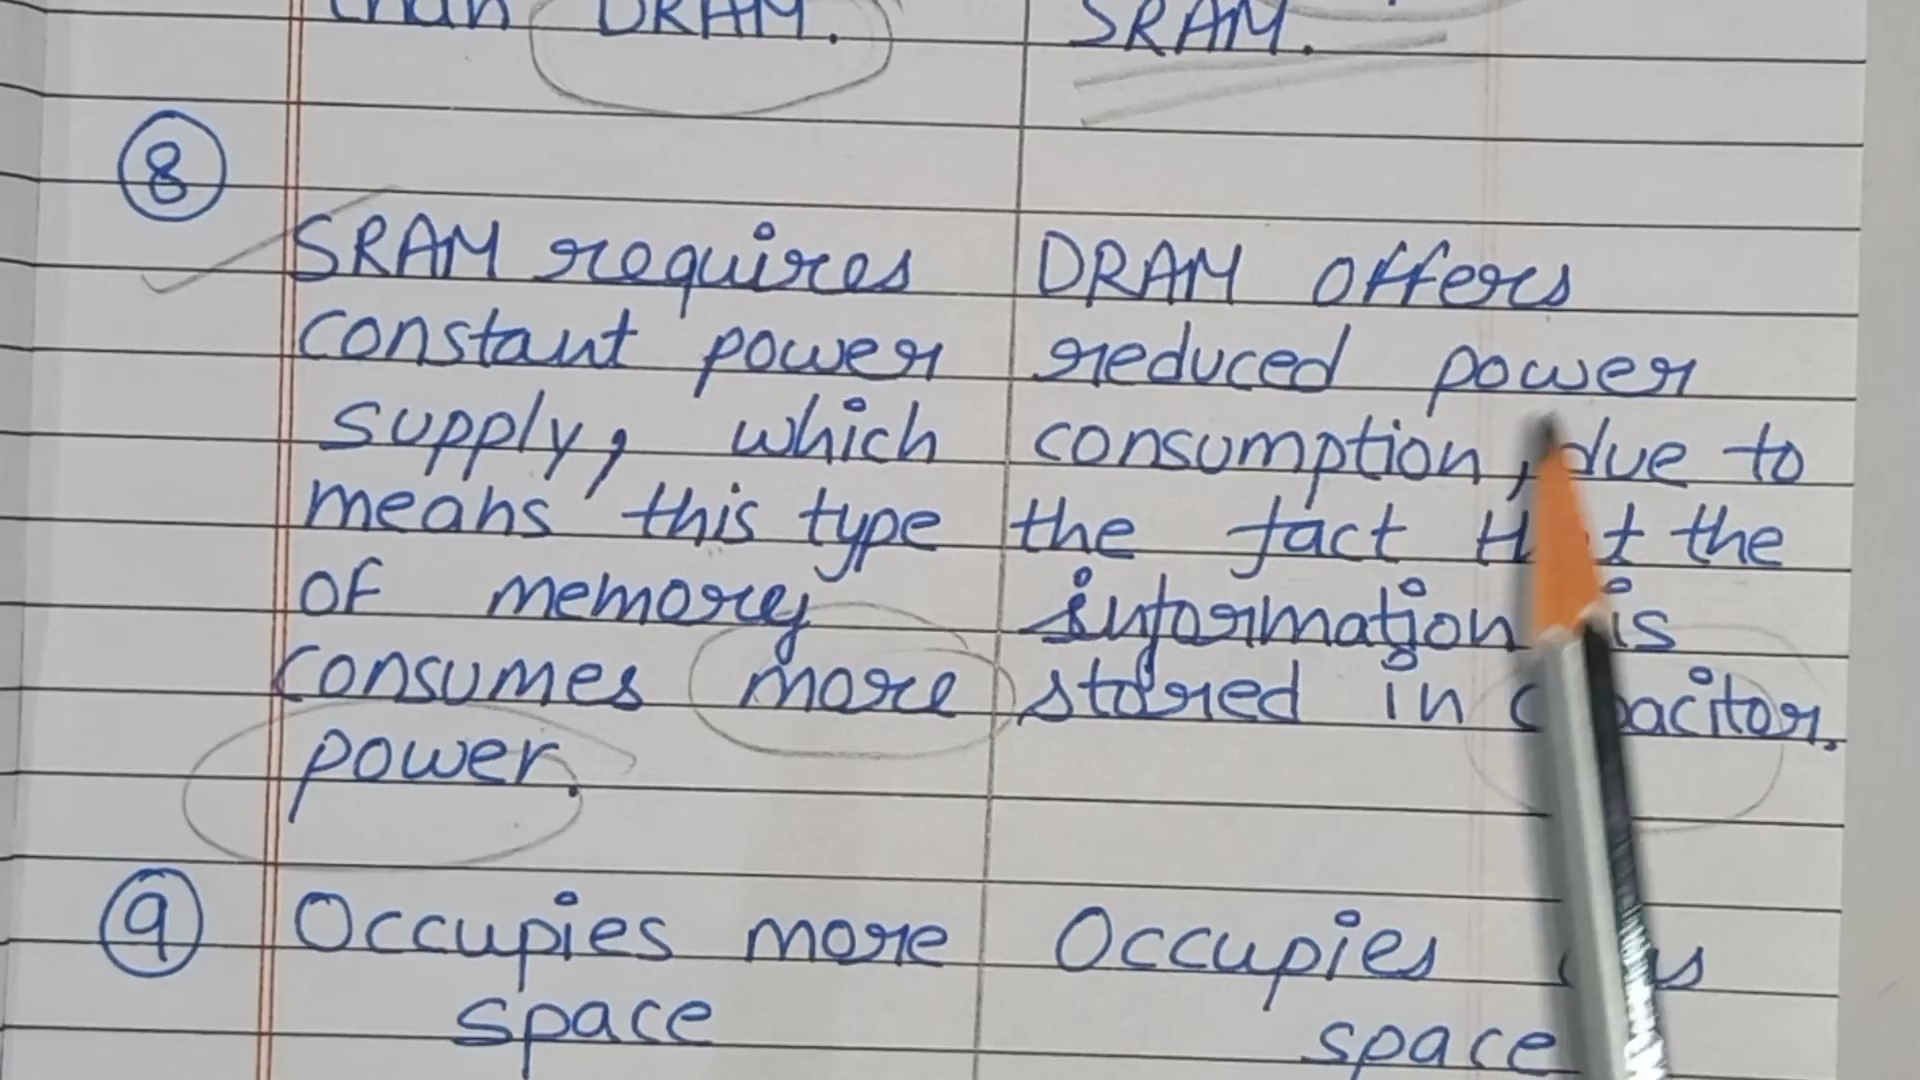 than DRAM.
SRAM.
8
SRAM requires
constant power
supply, which
means this type
of memory
consumes more
power.
DRAM offers
reduced power
consumption, due to
the fact the
information is
stored in
9
Occupies more
space
Occupies
space